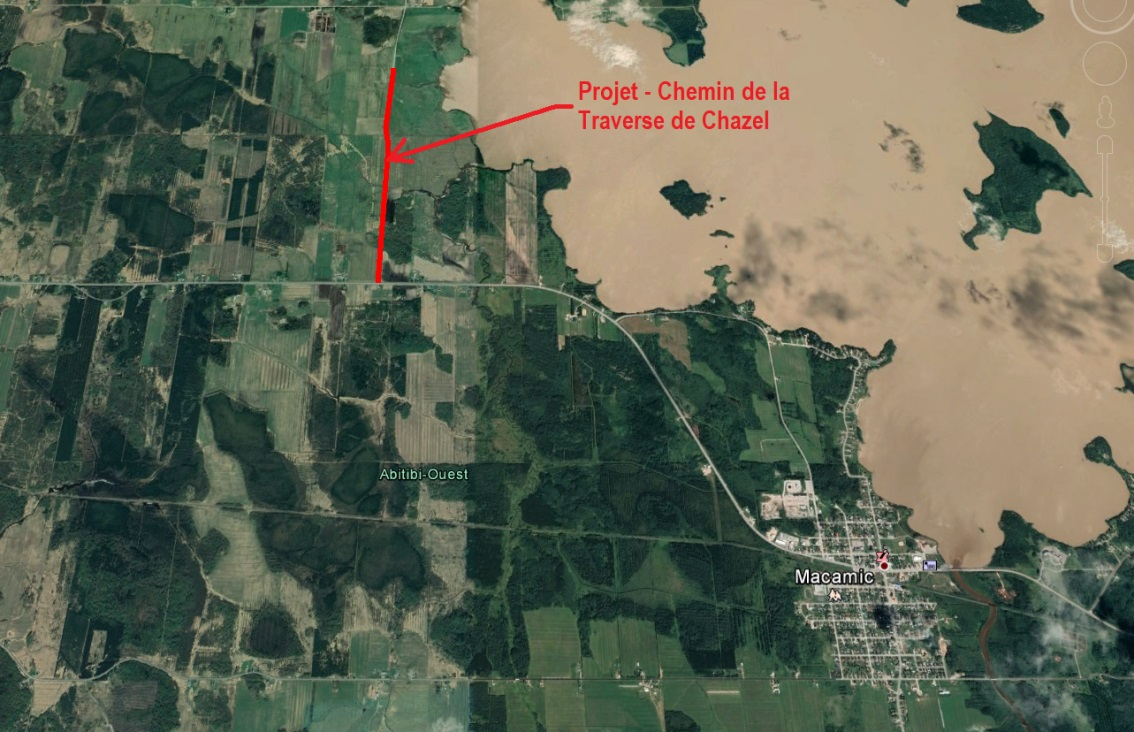 Projet - Chemin de la
Traverse de Chazel
Abitibi-Ouest
Macamic